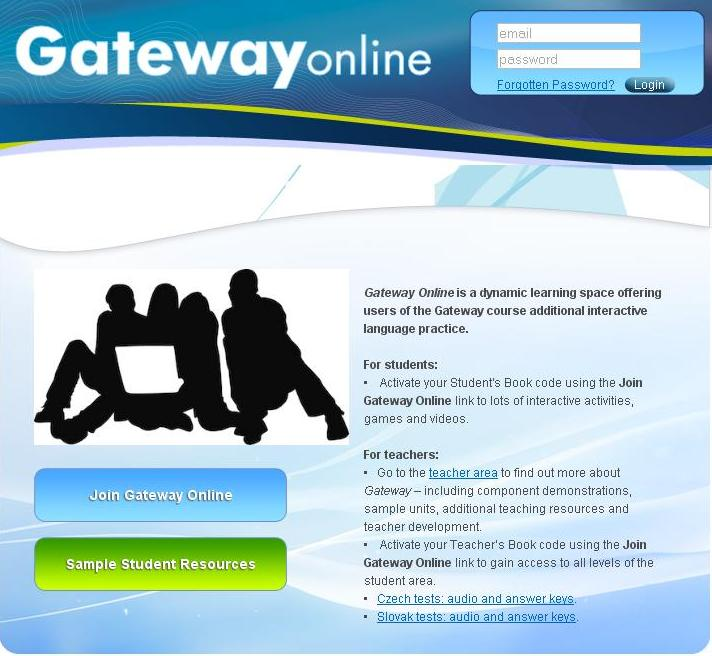 Gatewayonline
email
password
Forgotten Password?
Login
Gateway Online is a dynamic learning space offering
users of the Gateway course additional interactive
language practice.
For students:
• Activate your Student's Book code using the Join
Gateway Online link to lots of interactive activities,
games and videos.
For teachers:
• Go to the teacher area to find out more about
Gateway – including component demonstrations,
sample units, additional teaching resources and
teacher development.
• Activate your Teacher's Book code using the Join
Gateway Online link to gain access to all levels of the
student area.
• Czech tests: audio and answer keys.
• Slovak tests: audio and answer keys.
Join Gateway Online
Sample Student Resources